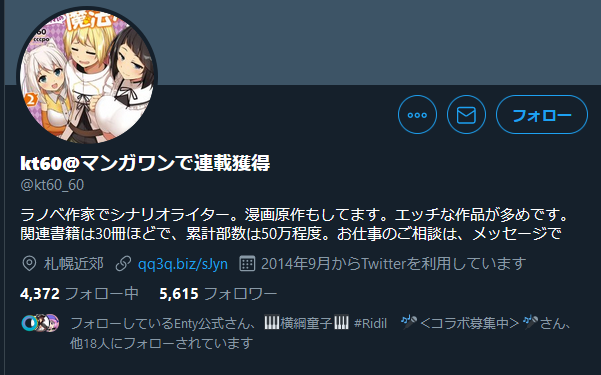 魔法
60
cccpo
2
フォロー
kt60@マンガワンで連載獲得
@kt60_60
ラノベ作家でシナリオライター。漫画原作もしてます。エッチな作品が多めです。
関連書籍は30冊ほどで、累計部数は50万程度。お仕事のご相談は、メッセージで
札幌近郊 qq3q.biz/sJyn 2014年9月からTwitterを利用しています
4,372 フォロー中 5,615 フォロワー
フォローしているEnty公式さん、🎹横綱童子🎹 #Ridil 🎤<コラボ募集中>🎤さん、
他18人にフォローされています